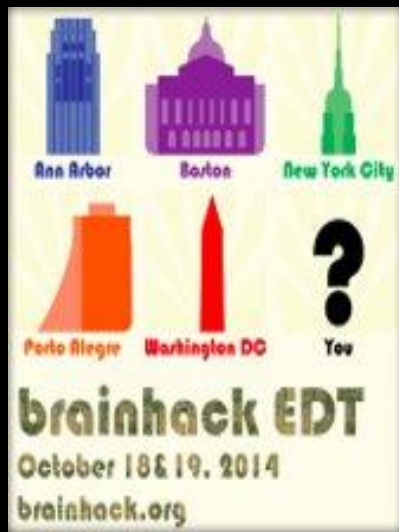 Ann Arbor Boston New York City
?
Porto Alegre Washington DC You
brainhack EDT
October 18&19. 2014
brainhack.org